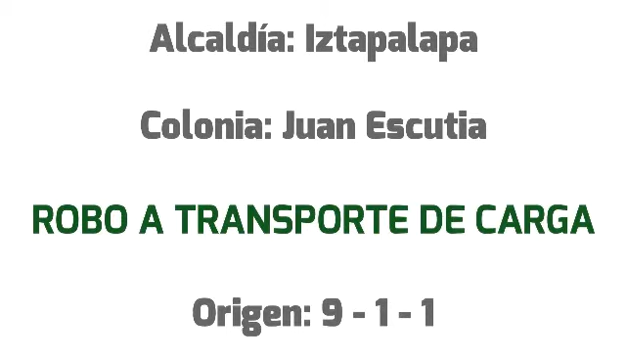 Alcaldía: Iztapalapa
Colonia: Juan Escutia
ROBO A TRANSPORTE DE CARGA
Origen: 9 - 1 - 1